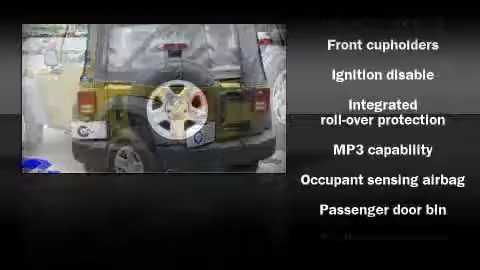 Front cupholders
Ignition disable
Integrated
roll-over protection
MP3 capability
Occupant sensing airbag
Passenger door bin